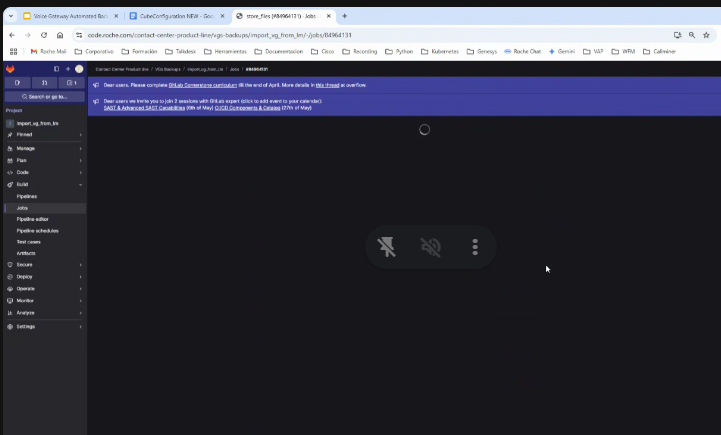 Voice Gateway Automated Back
CubeConfiguration NEW - Goo
store_files (#84964131) · Jobs
code.roche.com/contact-center-product-line/vgs-backups/import_vg_from_lm/-/jobs/84964131
Roche Mail
Corporativo
Formacion
Talkdesk
Herramientas
Documentacion
Cisco
Recording
Python
Kubernetes
Genesys
Roche Chat
Gemini
VAP
WFM
Callminer
Contact Center Product line / VGs Backups / import_vg_from_lm / Jobs / #84964131
1
Search or go to...
Dear users, Please complete GitLab Cornerstone curriculum till the end of April. More details in this thread at overflow.
Dear users we invite you to join 2 sessions with GitLab expert (click to add event to your calendar):
SAST & Advanced SAST Capabilities (6th of May) CI/CD Components & Catalog (27th of May)
Project
I import_vg_from_lm
Pinned
Manage
Plan
Code
Build
Pipelines
Jobs
Pipeline editor
Pipeline schedules
Test cases
Artifacts
Secure
Deploy
Operate
Monitor
Analyze
Settings